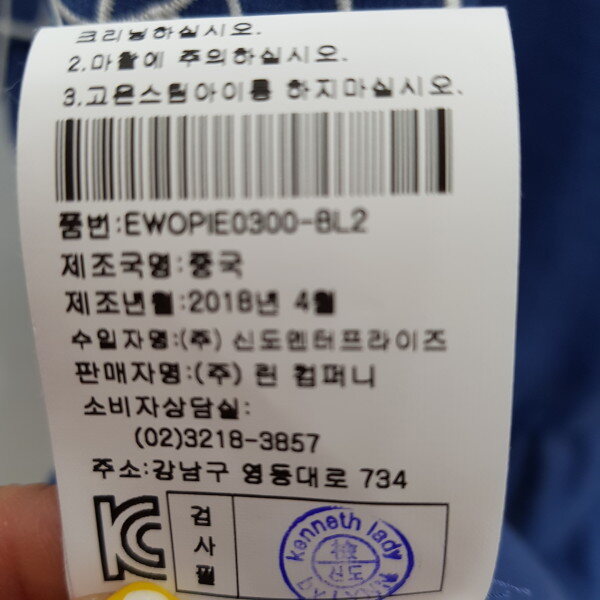 크리닝하십시오.
2.마찰에 주의하십시오.
3.고온스팀아이롱 하지마십시오.
품번:EWOPIE0300-BL2
제조국명:중국
제조년월:2018년 4월
수입자명:(주) 신도엔터프라이즈
판매자명:(주) 린 컴퍼니
소비자상담실:
(02)3218-3857
주소:강남구 영동대로 734
검
사
필
kenneth lady
신도